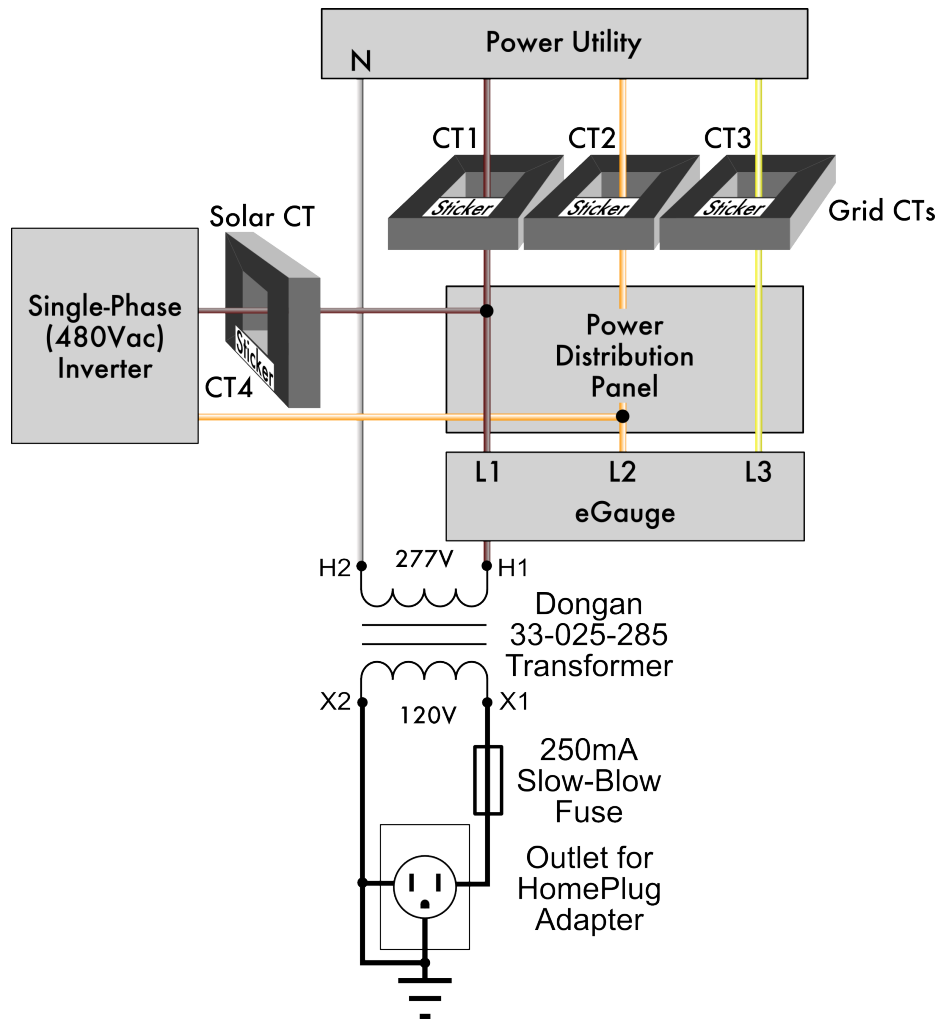 Power Utility
N
CT1
CT2
CT3
Sticker
Sticker
Sticker
Grid CTs
Solar CT
Single-Phase
(480Vac)
Inverter
Sticker
CT4
Power
Distribution
Panel
L1
L2
L3
eGauge
H2
277V
H1
Dongan
33-025-285
Transformer
X2
120V
X1
250mA
Slow-Blow
Fuse
Outlet for
HomePlug
Adapter